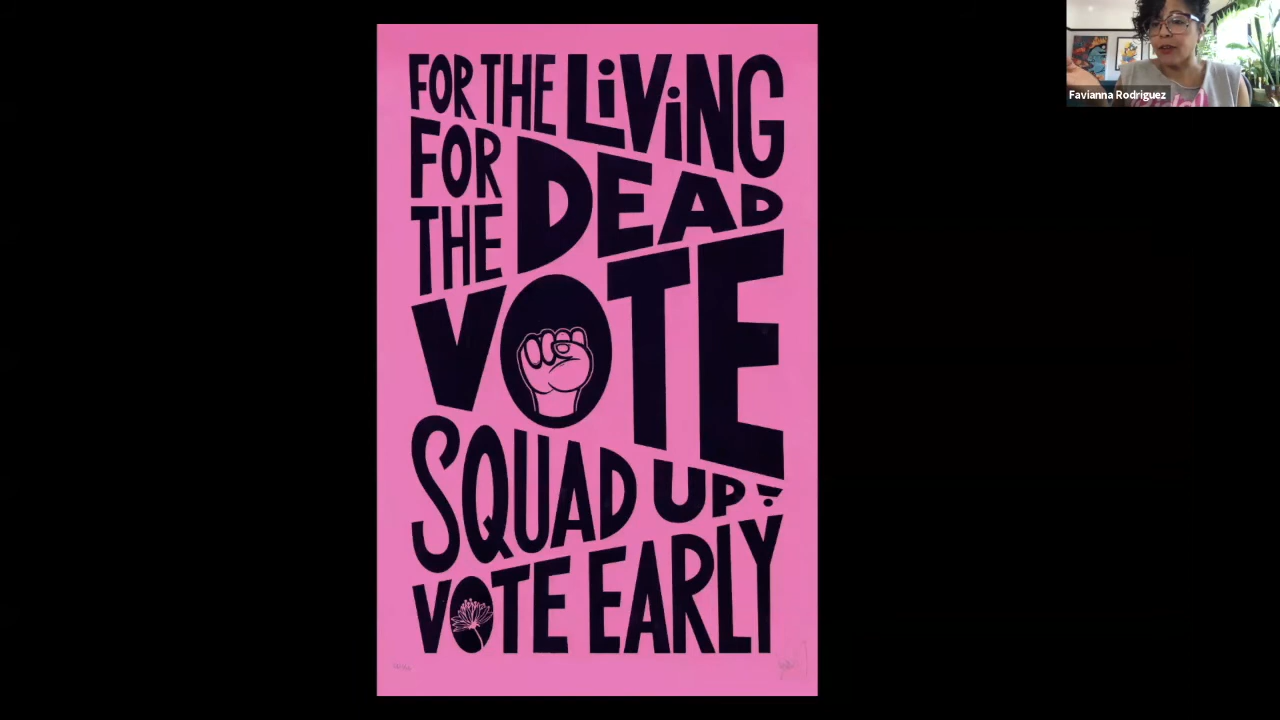 FOR THE LiViNG
FOR
THE
DEAD
VOTE
SQUAD UP!
VOTE EARLY
Favianna Rodriguez